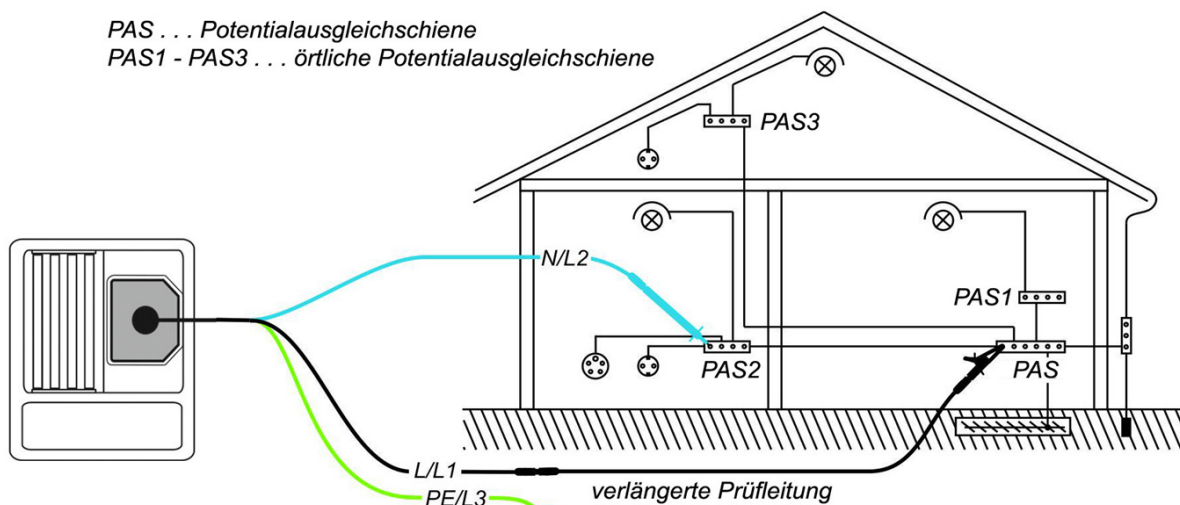 PAS . . . Potentialausgleichschiene
PAS1 - PAS3 . . . örtliche Potentialausgleichschiene
PAS3
N/L2
PAS1
PAS2
PAS
L/L1
verlängerte Prüfleitung
PE/L3